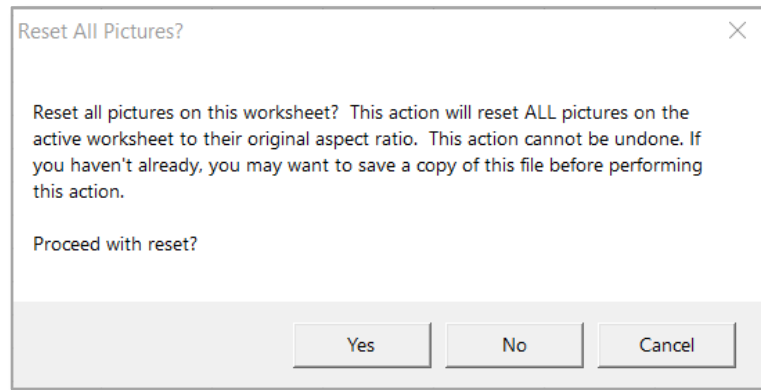 Reset All Pictures?
Reset all pictures on this worksheet?  This action will reset ALL pictures on the
active worksheet to their original aspect ratio.  This action cannot be undone. If
you haven't already, you may want to save a copy of this file before performing
this action.
Proceed with reset?
Yes
No
Cancel